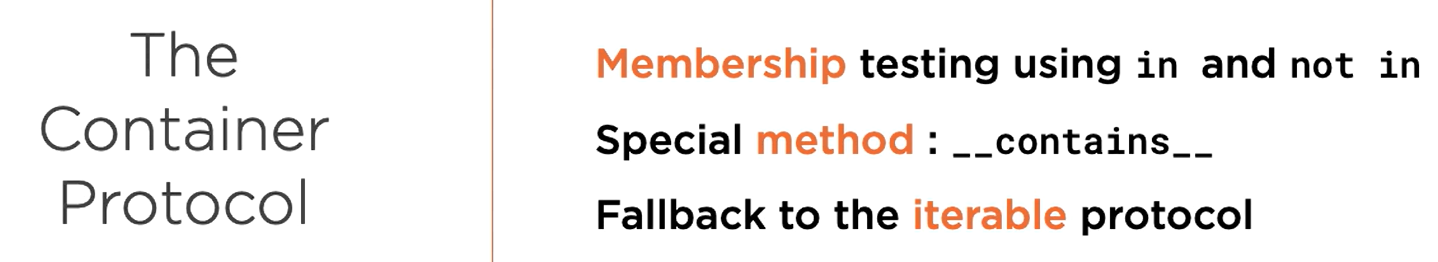 The
Container
Protocol
Membership testing using in and not in
Special method : __contains__
Fallback to the iterable protocol